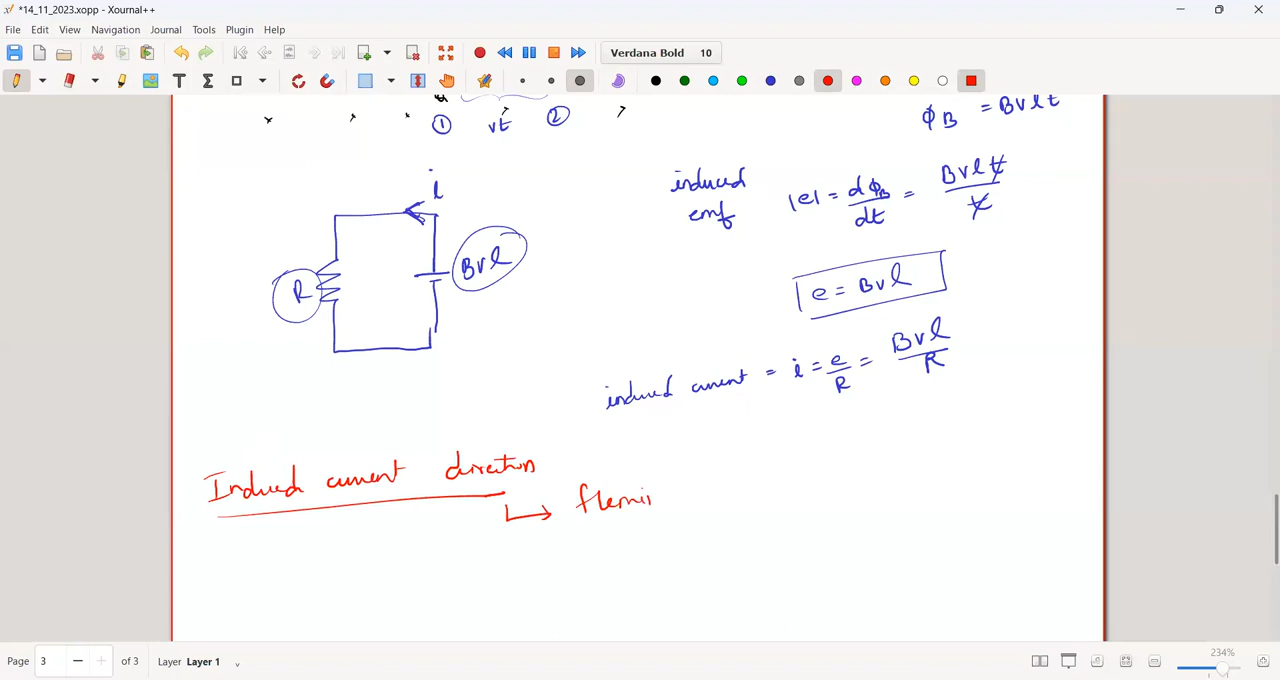 *14_11_2023.xopp - Xournal++
File Edit View Navigation Journal Tools Plugin Help
Verdana Bold 10
① vt ②
ϕB = Bvlt
i
induced emf |e| = dϕB/dt = Bvlt/t
R
Bvl
e = Bvl
induced current = i = e/R = Bvl/R
Induced current direction
↳ flemi
Page 3 of 3 Layer Layer 1 234%